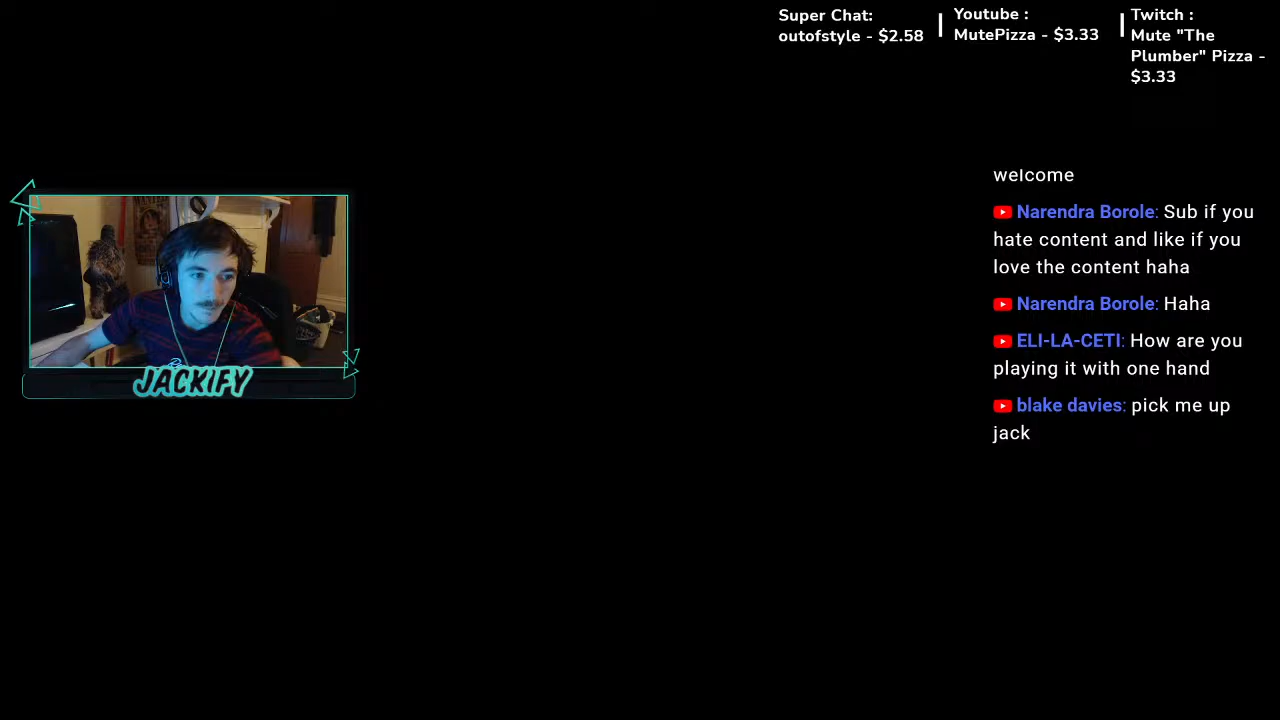 Super Chat:
outofstyle - $2.58
Youtube :
MutePizza - $3.33
Twitch :
Mute "The
Plumber" Pizza -
$3.33
welcome
Narendra Borole: Sub if you
hate content and like if you
love the content haha
Narendra Borole: Haha
ELI-LA-CETI: How are you
playing it with one hand
blake davies: pick me up
jack
JACKIFY